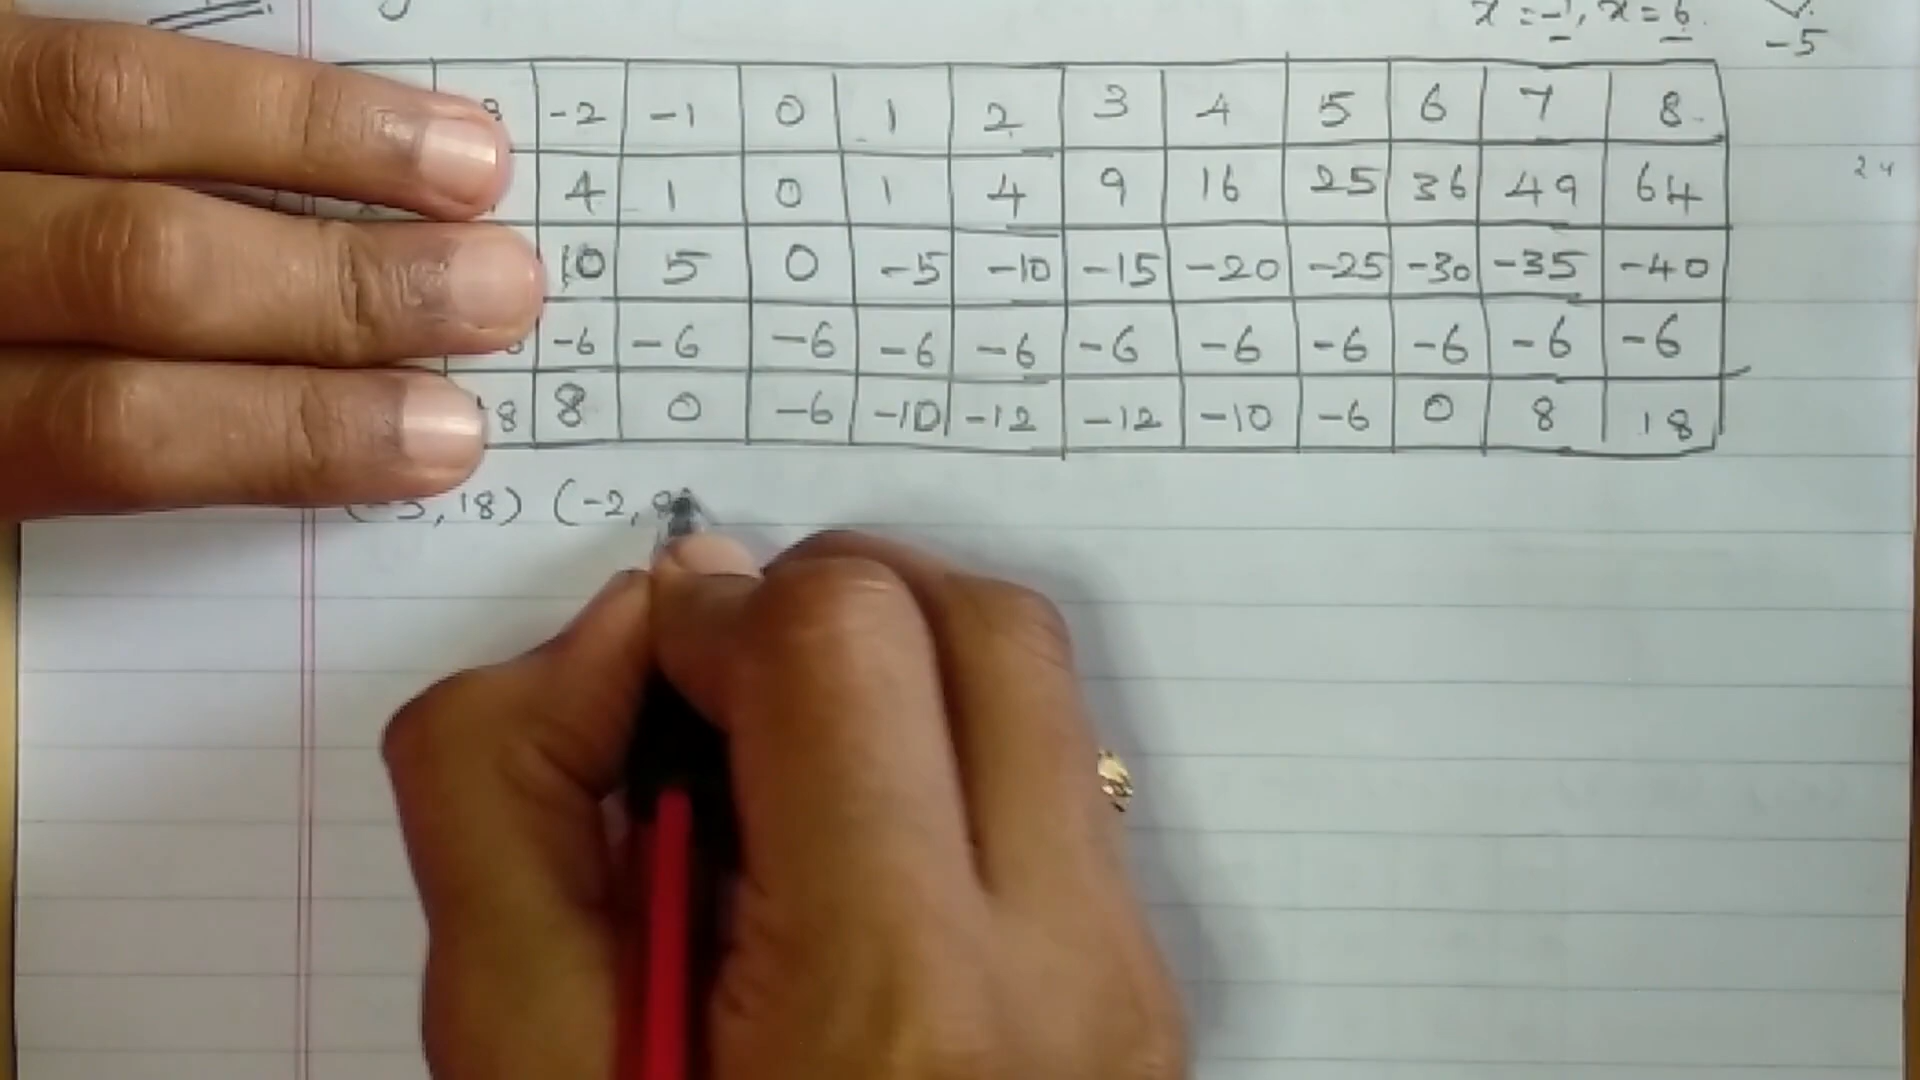 x = -1, x = 6.
-5
-2 -1 0 1 2 3 4 5 6 7 8
4 1 0 1 4 9 16 25 36 49 64
24
10 5 0 -5 -10 -15 -20 -25 -30 -35 -40
-6 -6 -6 -6 -6 -6 -6 -6 -6 -6 -6
8 8 0 -6 -10 -12 -12 -10 -6 0 8 18
, 18) (-2, 8